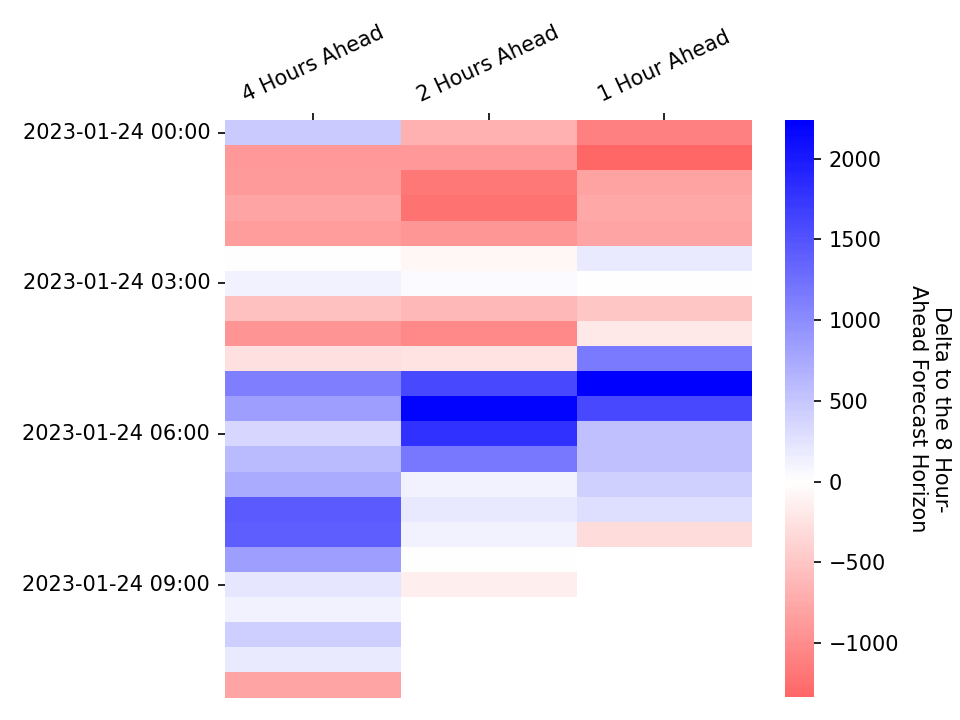 4 Hours Ahead
2 Hours Ahead
1 Hour Ahead
2023-01-24 00:00
2023-01-24 03:00
2023-01-24 06:00
2023-01-24 09:00
2000
1500
1000
500
0
−500
−1000
Delta to the 8 Hour-
Ahead Forecast Horizon